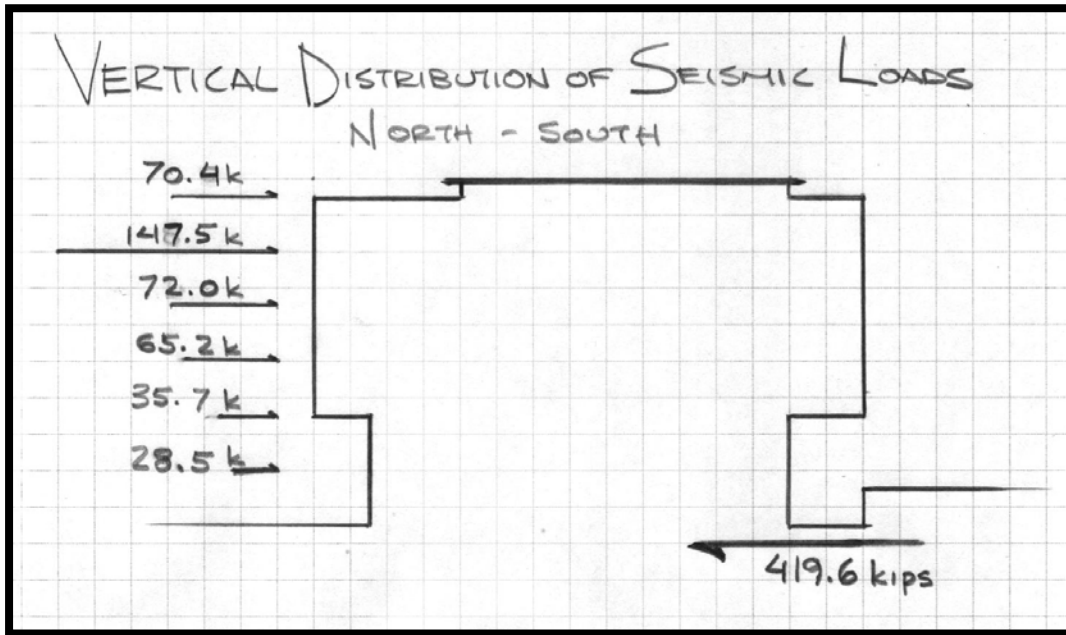 VERTICAL DISTRIBUTION OF SEISMIC LOADS
NORTH - SOUTH
70.4k
147.5k
72.0k
65.2k
35.7k
28.5k
419.6 kips